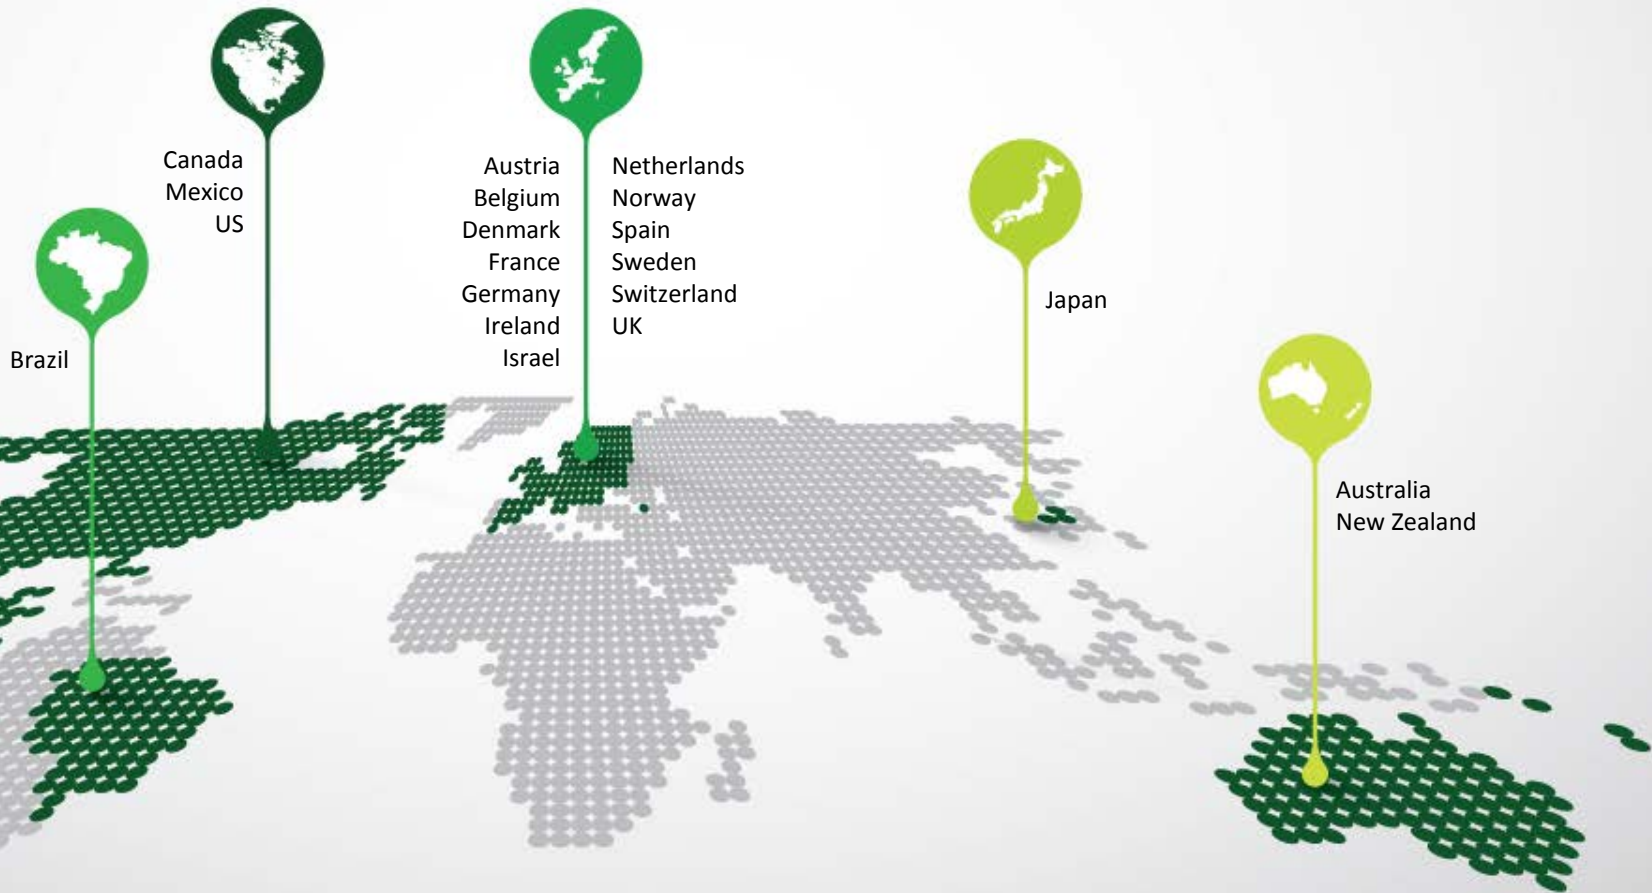 Canada
Mexico
US
Austria
Belgium
Denmark
France
Germany
Ireland
Israel
Netherlands
Norway
Spain
Sweden
Switzerland
UK
Japan
Brazil
Australia
New Zealand